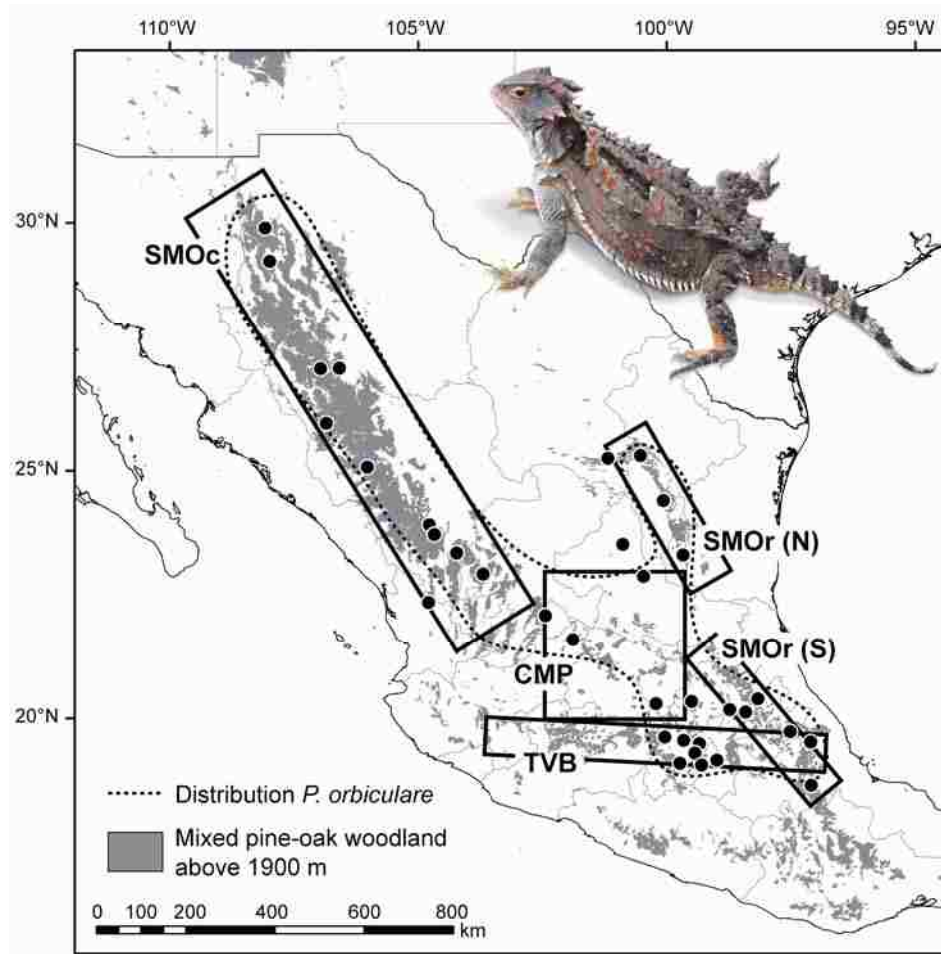 110°W 105°W 100°W 95°W
30°N
SMOc
25°N
SMOr (N)
SMOr (S)
CMP
20°N
TVB
Distribution P. orbiculare
Mixed pine-oak woodland
above 1900 m
0 100 200 400 600 800
km